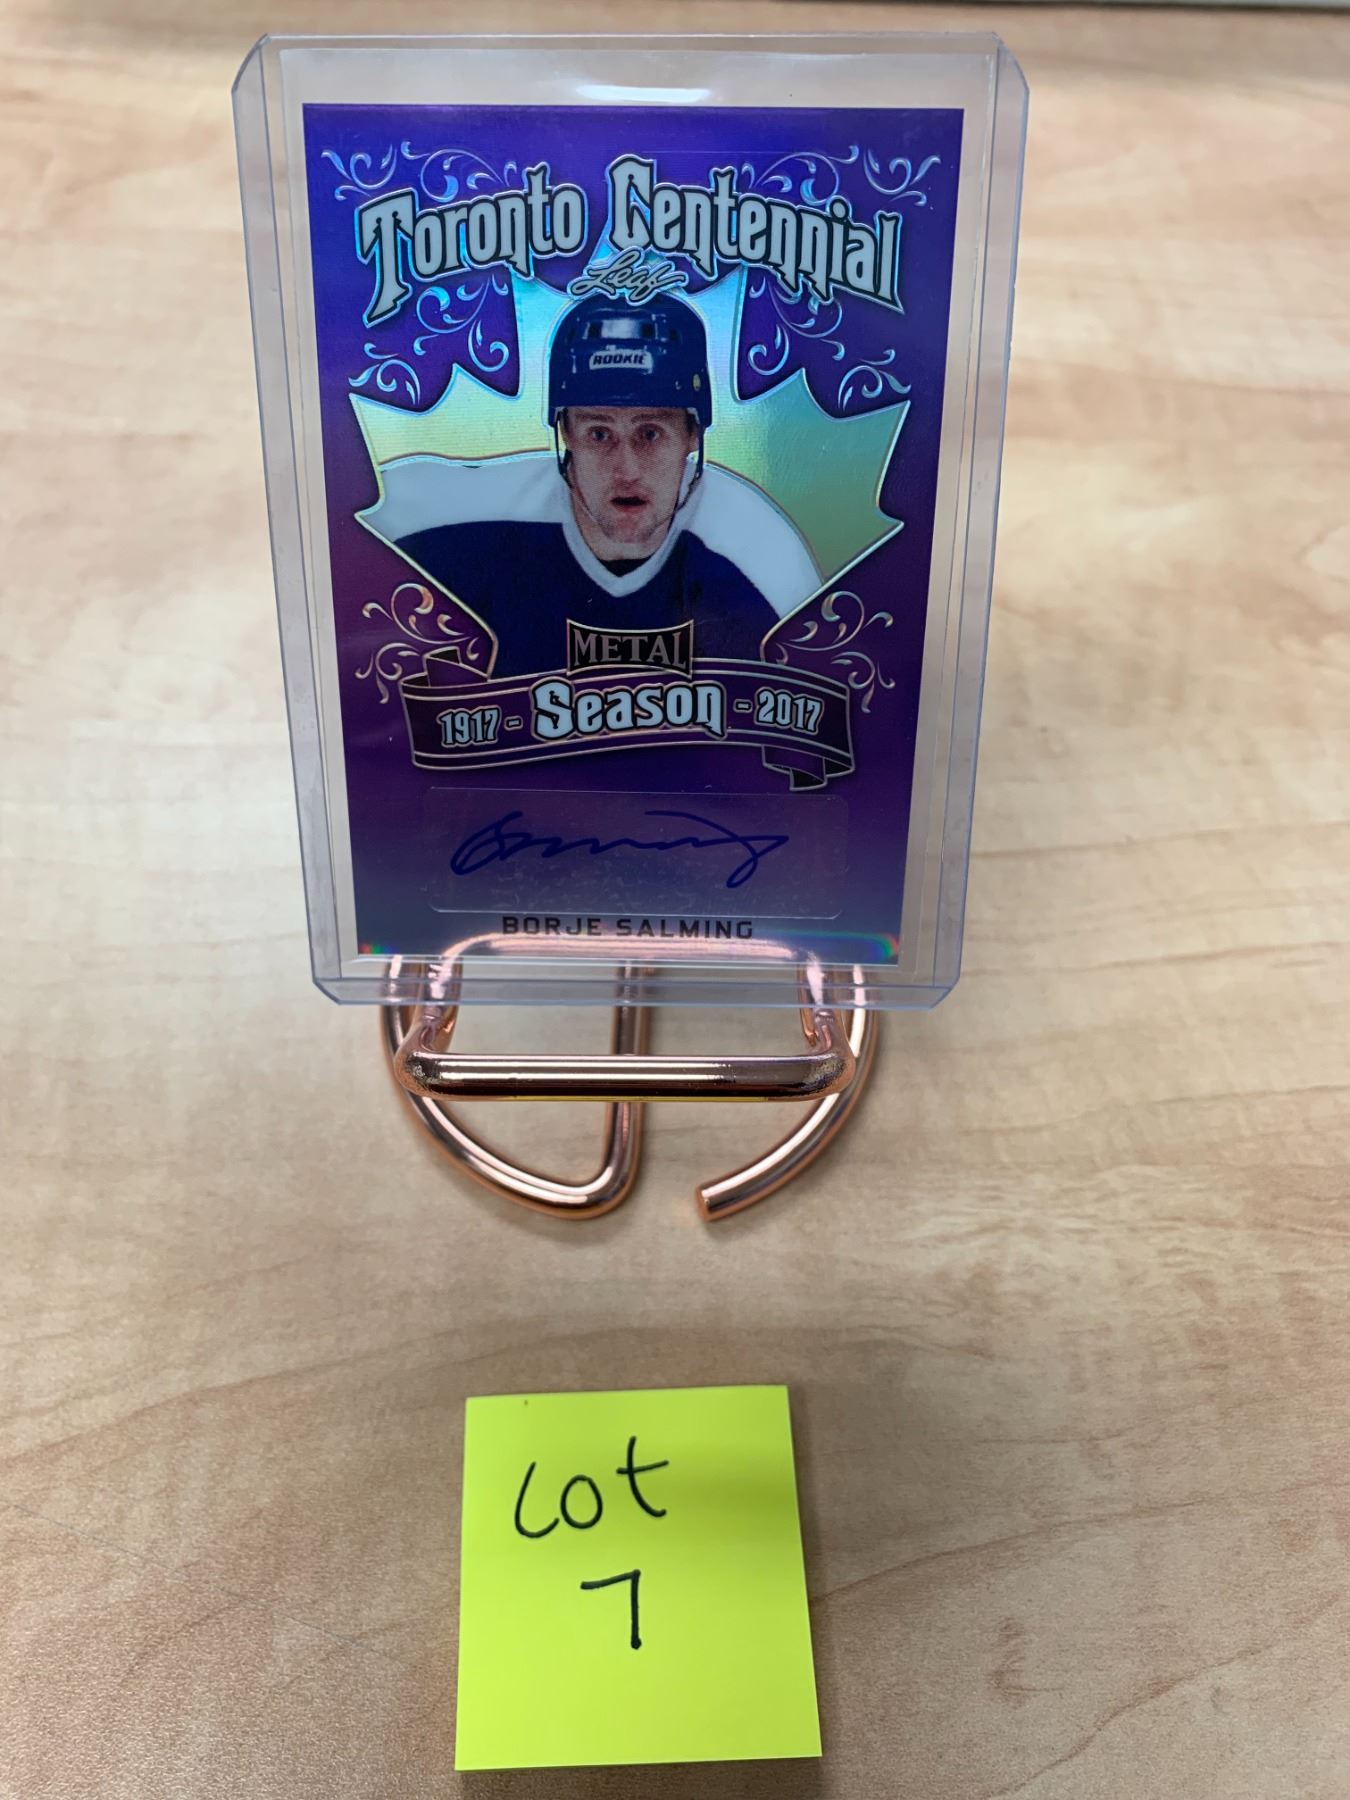 Toronto Centennial
Leaf
ROOKIE
METAL
1917 - Season - 2017
BORJE SALMING
Lot
7